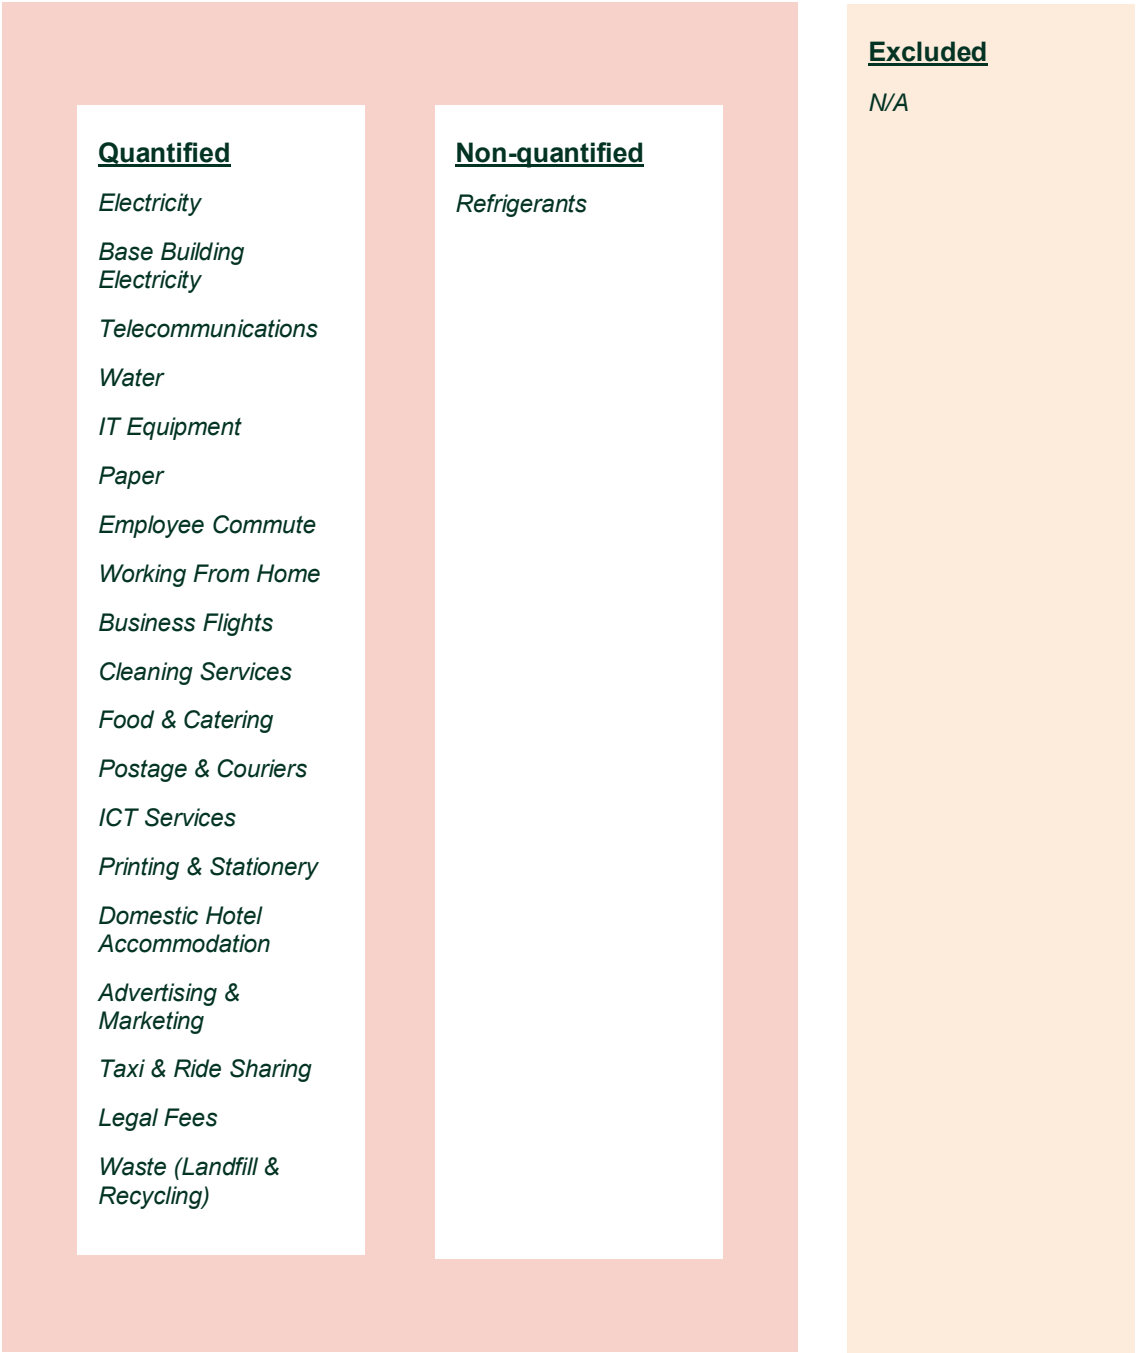 Quantified
Electricity
Base Building
Electricity
Telecommunications
Water
IT Equipment
Paper
Employee Commute
Working From Home
Business Flights
Cleaning Services
Food & Catering
Postage & Couriers
ICT Services
Printing & Stationery
Domestic Hotel
Accommodation
Advertising &
Marketing
Taxi & Ride Sharing
Legal Fees
Waste (Landfill &
Recycling)
Non-quantified
Refrigerants
Excluded
N/A